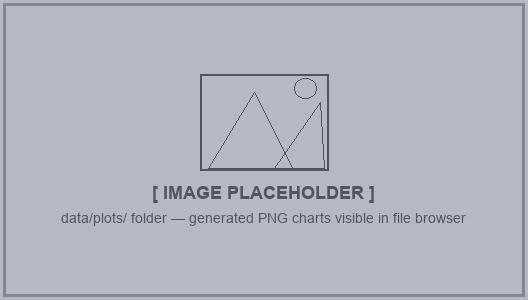 [ IMAGE PLACEHOLDER ]
data/plots/ folder — generated PNG charts visible in file browser